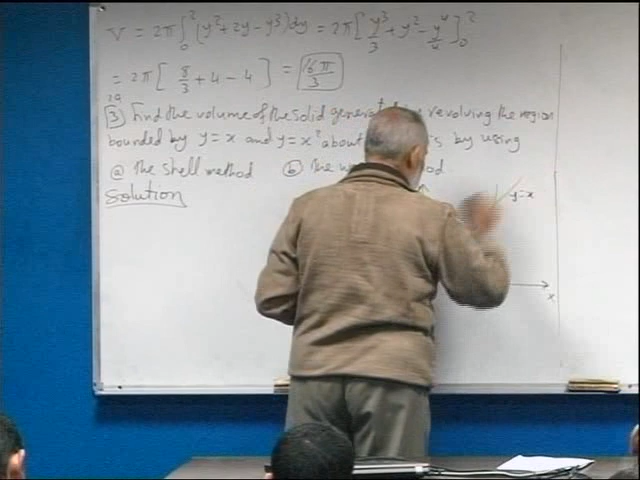 V = 2π ∫₀² (y² + 2y - y³) dy = 2π [ y³/3 + y² - y⁴/4 ]₀²
= 2π [ 8/3 + 4 - 4 ] = 16π/3
29
3) Find the volume of the solid revolving the region
bounded by y = x and y = x² about by using
ⓐ the shell method ⓑ the
Solution
y = x
x